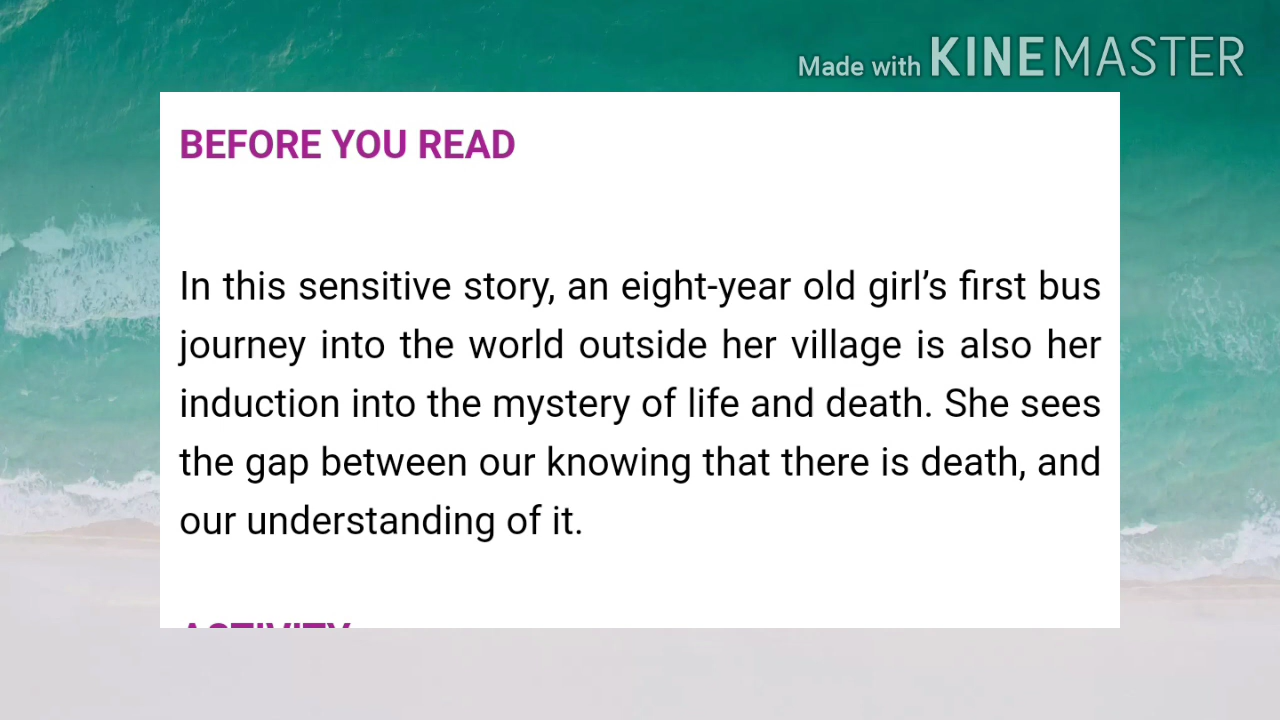 Made with KINEMASTER
BEFORE YOU READ
In this sensitive story, an eight-year old girl’s first bus
journey into the world outside her village is also her
induction into the mystery of life and death. She sees
the gap between our knowing that there is death, and
our understanding of it.
ACTIVITY